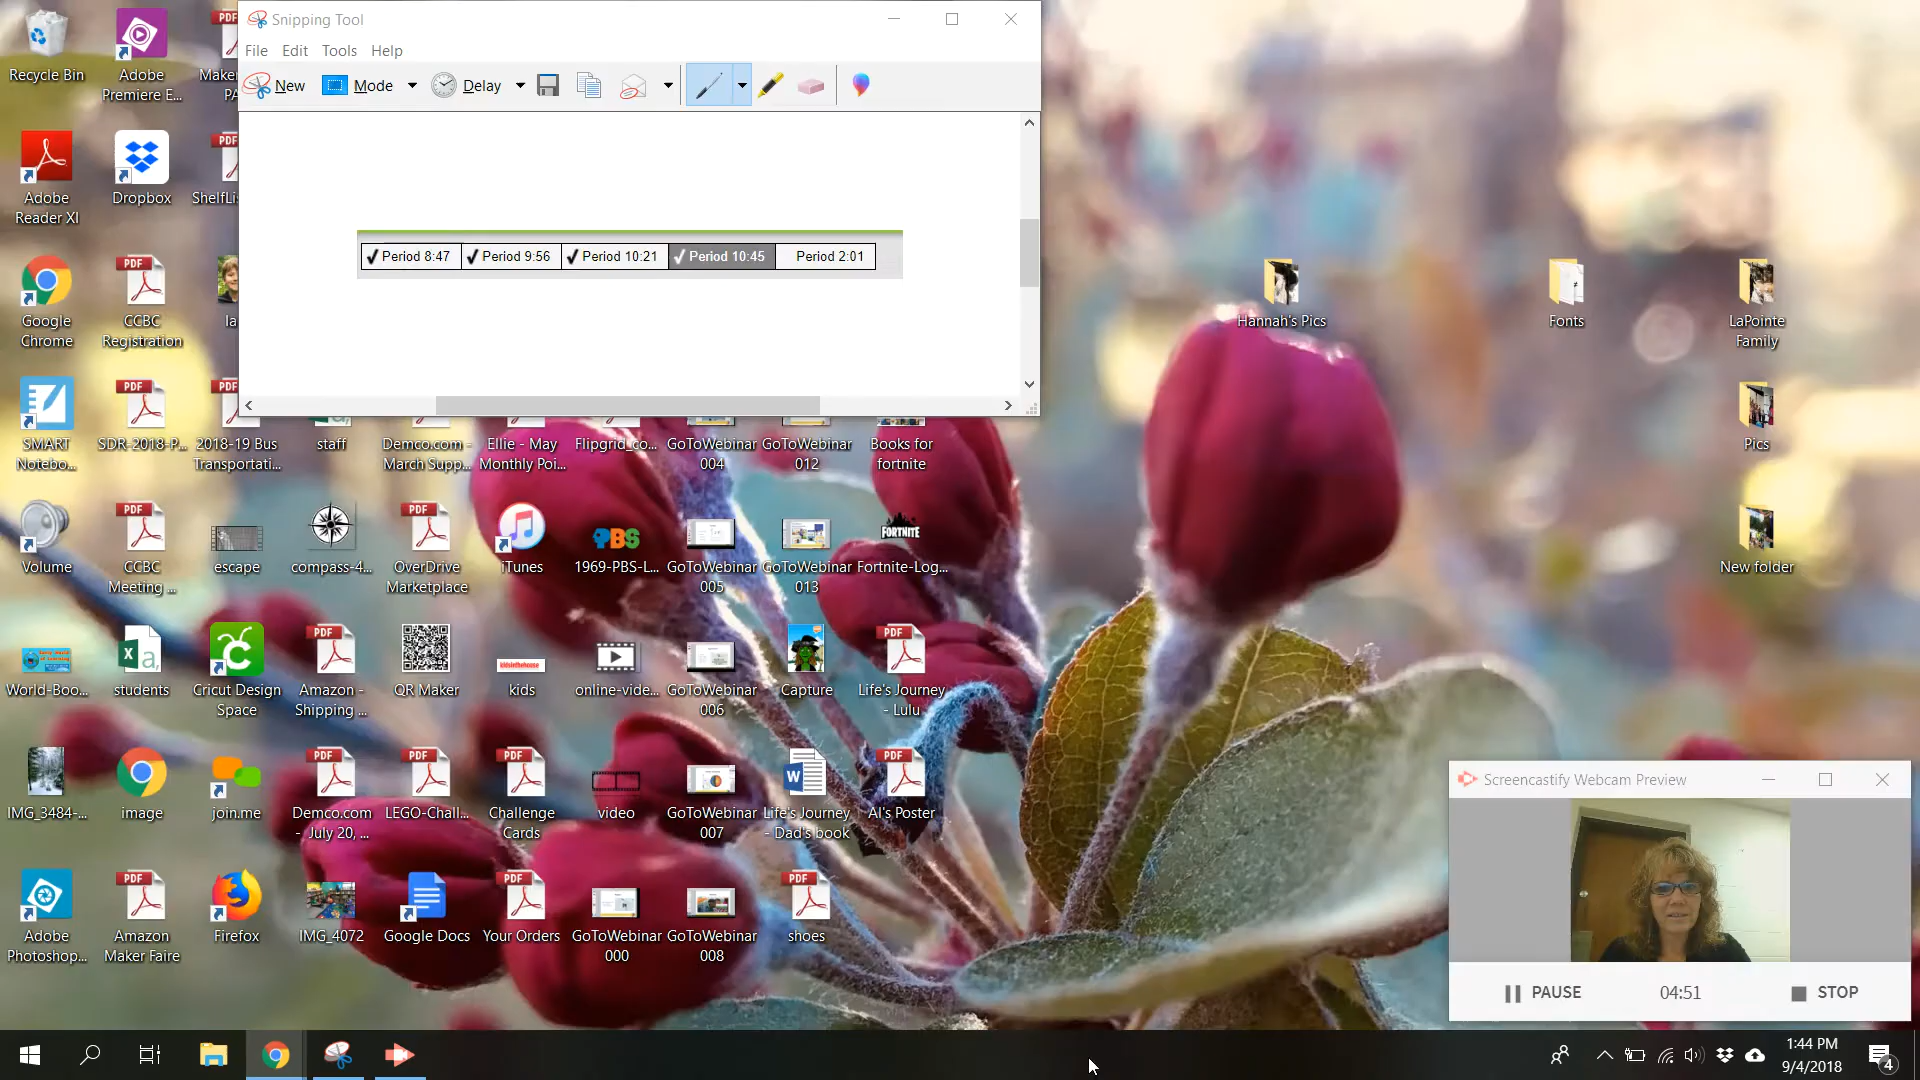 Snipping Tool
File Edit Tools Help
New Mode Delay
Period 8:47 Period 9:56 Period 10:21 Period 10:45 Period 2:01
Recycle Bin
Adobe
Premiere E...
Adobe
Reader XI
Dropbox
Google
Chrome
CCBC
Registration
Hannah's Pics
Fonts
LaPointe
Family
SMART
Notebo...
SDR-2018-P...
2018-19 Bus
Transportati...
staff
Demco.com -
March Supp...
Ellie - May
Monthly Poi...
Flipgrid_co...
GoToWebinar
004
GoToWebinar
012
Books for
fortnite
Pics
Volume
CCBC
Meeting ...
escape
compass-4...
OverDrive
Marketplace
iTunes
PBS
1969-PBS-L...
GoToWebinar
005
GoToWebinar
013
FORTNITE
Fortnite-Log...
New folder
World-Boo...
students
Cricut Design
Space
Amazon -
Shipping ...
QR Maker
kids
online-vide...
GoToWebinar
006
Capture
Life's Journey
- Lulu
IMG_3484-...
image
join.me
Demco.com
- July 20, ...
LEGO-Chall...
Challenge
Cards
video
GoToWebinar
007
Life's Journey
- Dad's book
Al's Poster
Adobe
Photoshop...
Amazon
Maker Faire
Firefox
IMG_4072
Google Docs
Your Orders
GoToWebinar
000
GoToWebinar
008
shoes
Screencastify Webcam Preview
PAUSE 04:51 STOP
1:44 PM
9/4/2018
4